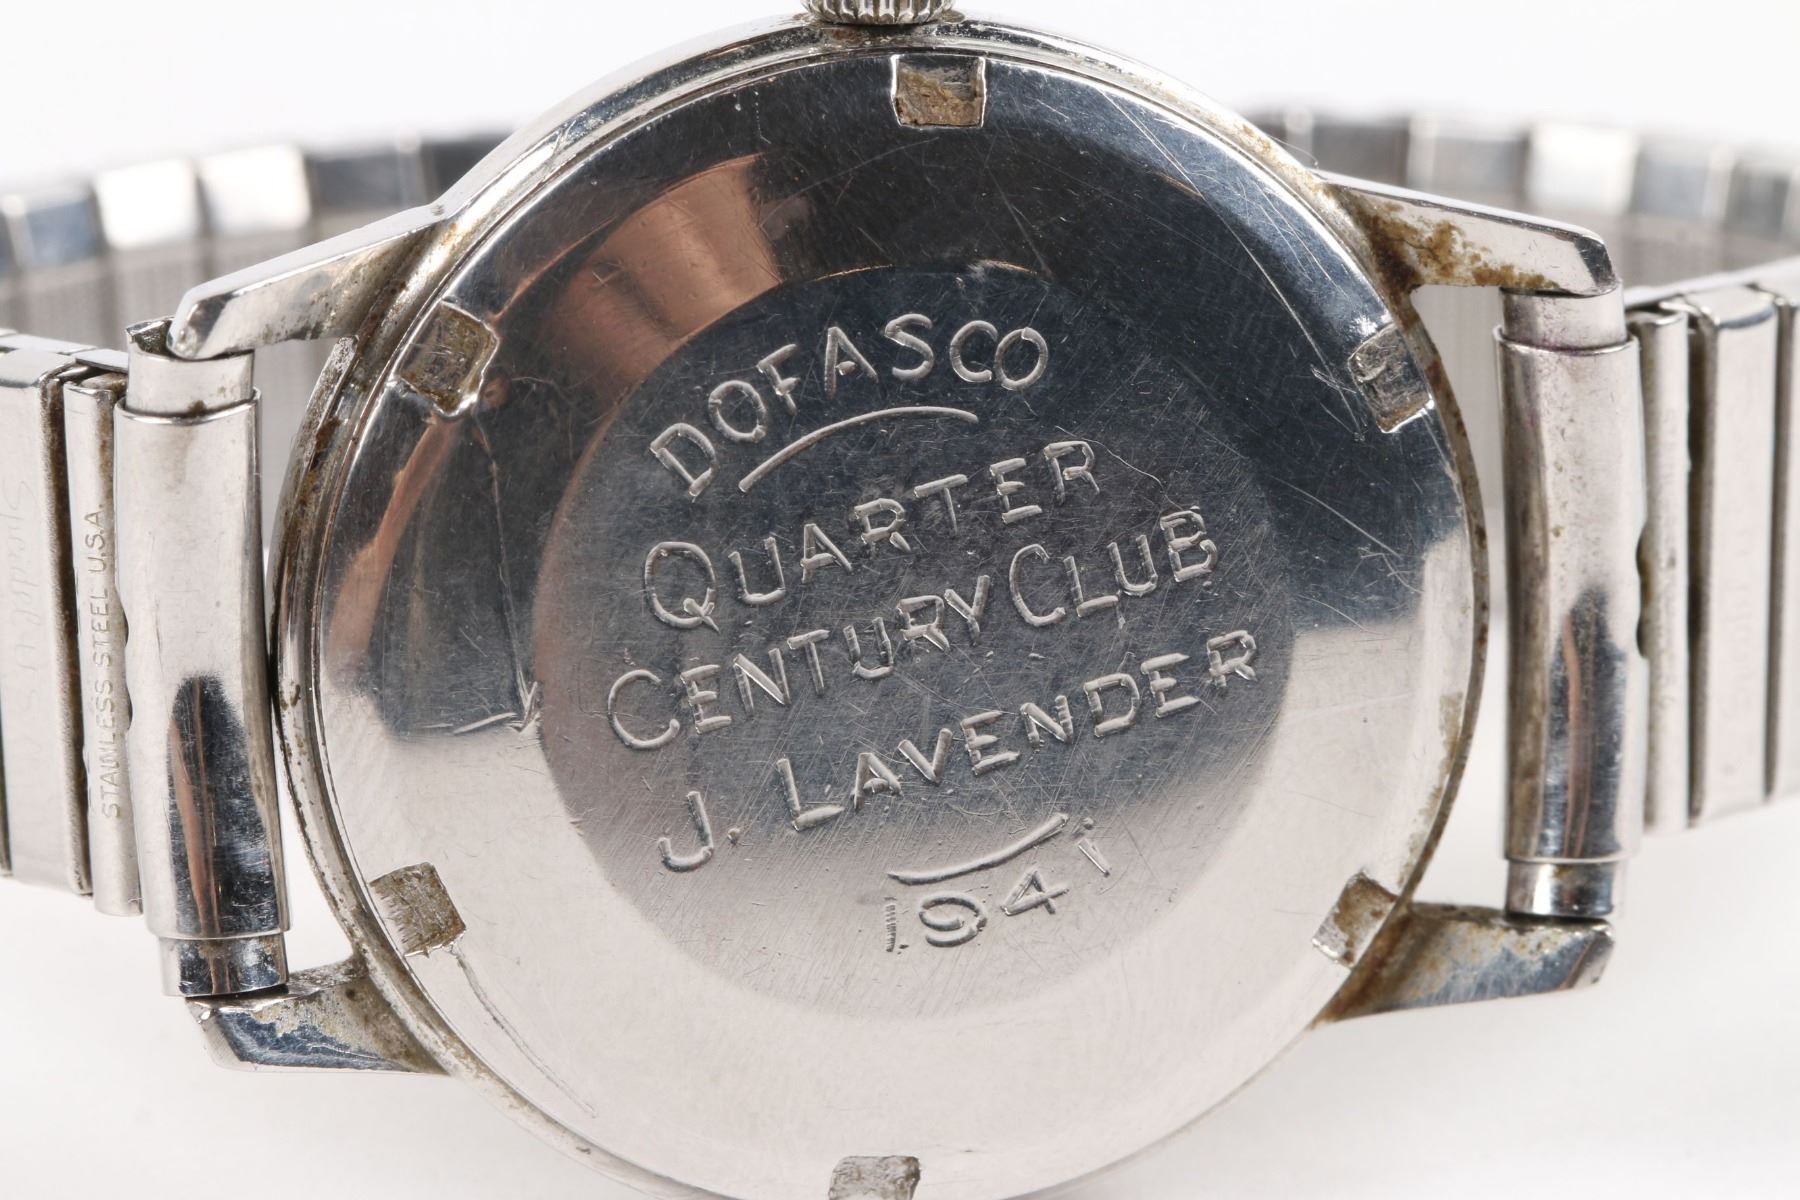 DOFASCO
QUARTER
CENTURY CLUB
J. LAVENDER
1941
STAINLESS STEEL U.S.A.